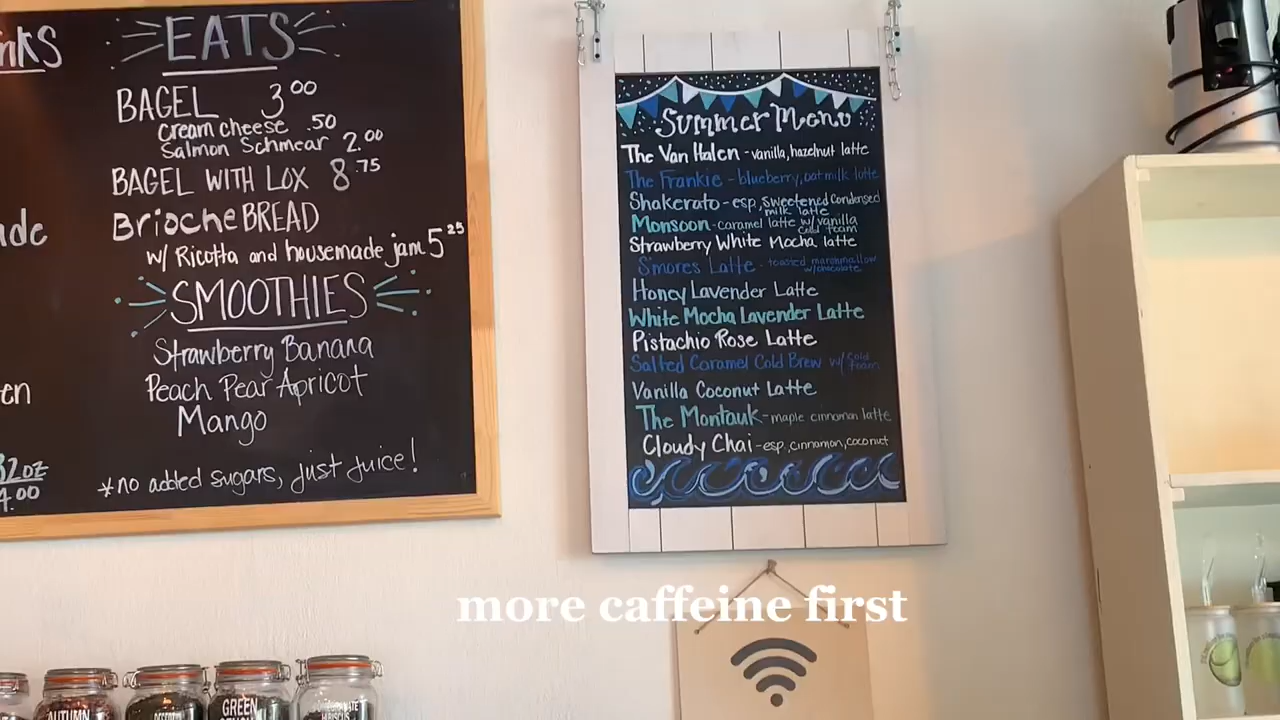 nks
ade
en
32oz
4.00
EATS
BAGEL 3.00
cream cheese .50
Salmon Schmear 2.00
BAGEL WITH LOX 8.75
Brioche BREAD
w/ Ricotta and housemade jam 5.25
SMOOTHIES
Strawberry Banana
Peach Pear Apricot
Mango
*no added sugars, just juice!
Summer Menu
The Van Halen - vanilla, hazelnut latte
The Frankie - blueberry, oatmilk latte
Shakerato - esp, sweetened condensed
milk latte
Monsoon - caramel latte w/ vanilla
cold foam
Strawberry White Mocha latte
S'mores Latte - toasted marshmallow
w/chocolate
Honey Lavender Latte
White Mocha Lavender Latte
Pistachio Rose Latte
Salted Caramel Cold Brew w/ cold
foam
Vanilla Coconut Latte
The Montauk - maple cinnamon latte
Cloudy Chai - esp, cinnamon, coconut
more caffeine first
AUTUMN
GREEN
HIBISCUS